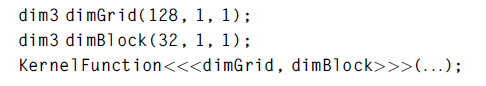 dim3 dimGrid(128, 1, 1);
dim3 dimBlock(32, 1, 1);
KernelFunction<<<dimGrid, dimBlock>>>(...);